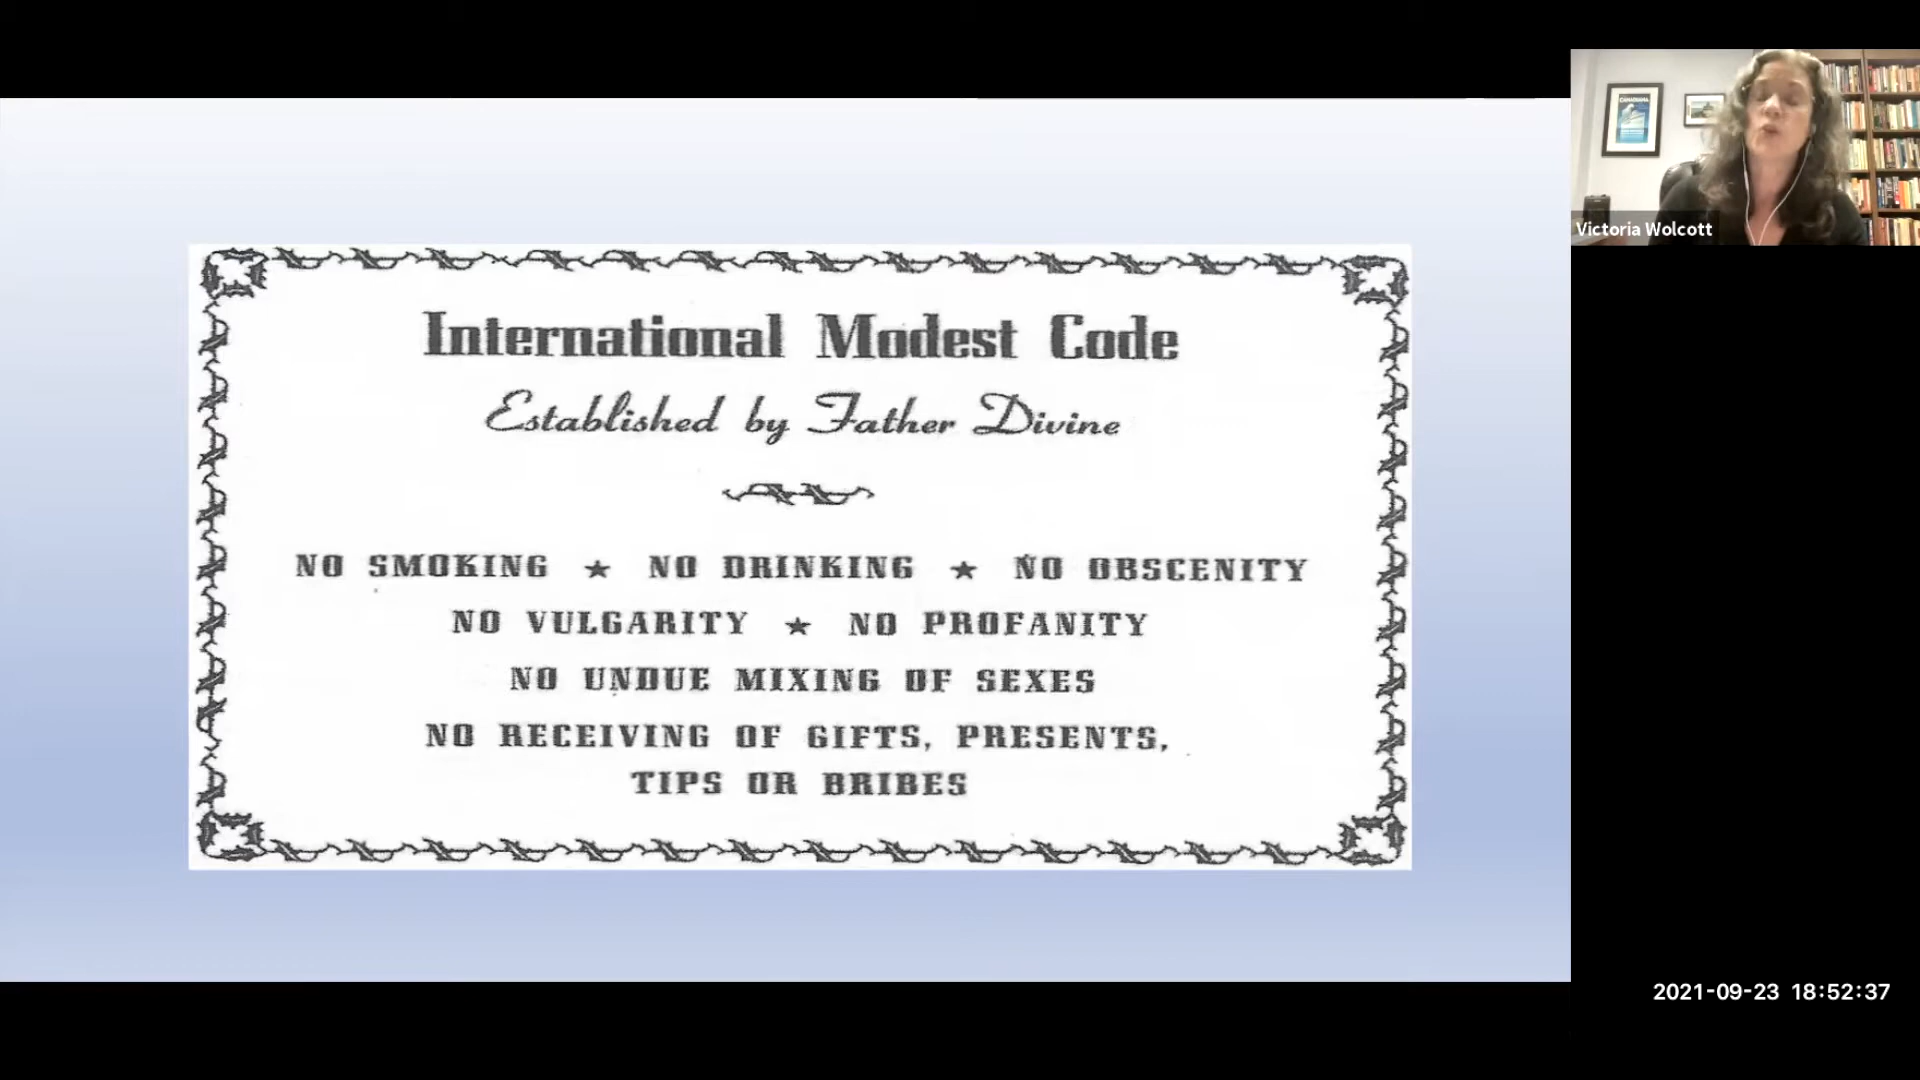 International Modest Code
Established by Father Divine
NO SMOKING ★ NO DRINKING ★ NO OBSCENITY
NO VULGARITY ★ NO PROFANITY
NO UNDUE MIXING OF SEXES
NO RECEIVING OF GIFTS, PRESENTS,
TIPS OR BRIBES
Victoria Wolcott
2021-09-23 18:52:37